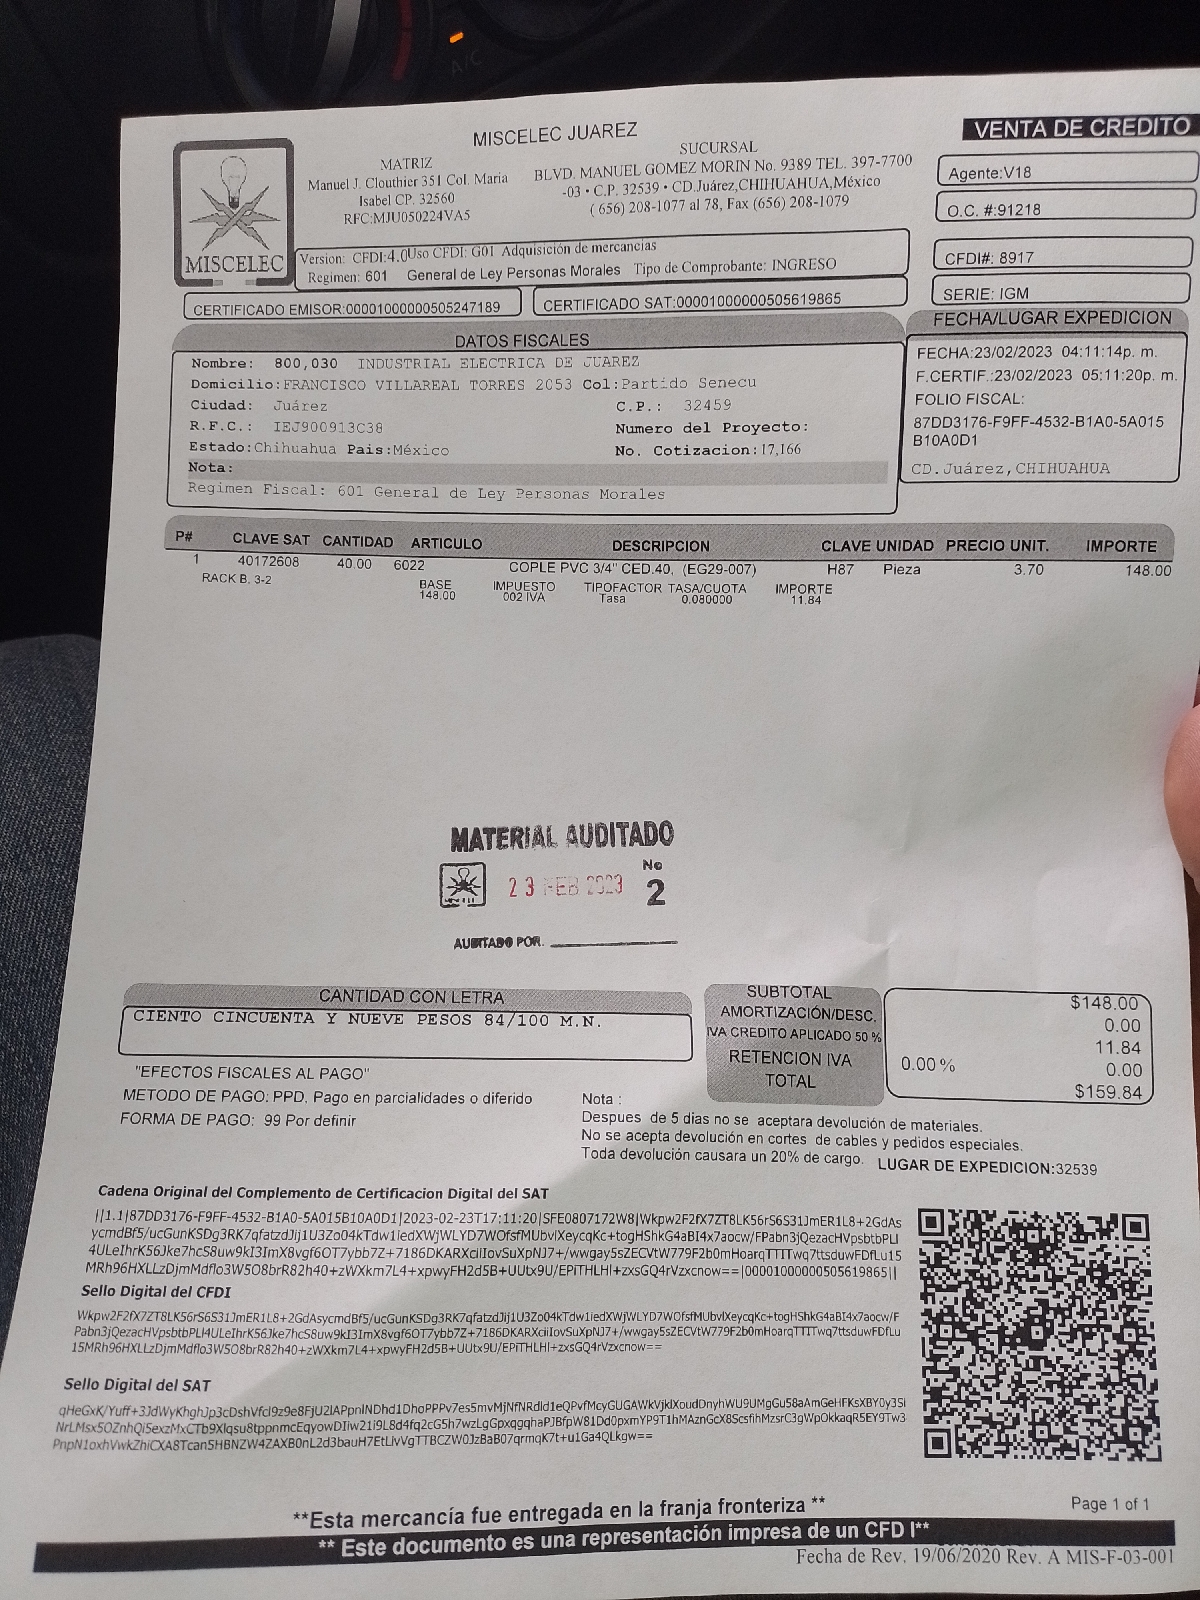 MISCELEC JUAREZ
VENTA DE CREDITO
MISCELEC
MATRIZ
Manuel J. Clouthier 351 Col. Maria
Isabel CP. 32560
RFC:MJU050224VA5
SUCURSAL
BLVD. MANUEL GOMEZ MORIN No. 9389 TEL. 397-7700
-03 • C.P. 32539 • CD.Juárez,CHIHUAHUA,México
( 656) 208-1077 al 78, Fax (656) 208-1079
Agente:V18
O.C. #:91218
CFDI#: 8917
SERIE: IGM
Version: CFDI:4.0Uso CFDI: G01 Adquisición de mercancias
Regimen: 601 General de Ley Personas Morales Tipo de Comprobante: INGRESO
CERTIFICADO EMISOR:00001000000505247189
CERTIFICADO SAT:00001000000505619865
DATOS FISCALES
Nombre: 800,030 INDUSTRIAL ELECTRICA DE JUAREZ
Domicilio:FRANCISCO VILLAREAL TORRES 2053 Col:Partido Senecu
Ciudad: Juárez C.P.: 32459
R.F.C.: IEJ900913C38 Numero del Proyecto:
Estado:Chihuahua Pais:México No. Cotizacion:17,166
Nota:
Regimen Fiscal: 601 General de Ley Personas Morales
FECHA/LUGAR EXPEDICION
FECHA:23/02/2023 04:11:14p. m.
F.CERTIF.:23/02/2023 05:11:20p. m.
FOLIO FISCAL:
87DD3176-F9FF-4532-B1A0-5A015
B10A0D1
CD.Juárez,CHIHUAHUA
P# CLAVE SAT CANTIDAD ARTICULO DESCRIPCION CLAVE UNIDAD PRECIO UNIT. IMPORTE
1 40172608 40.00 6022 COPLE PVC 3/4" CED.40, (EG29-007) H87 Pieza 3.70 148.00
RACK B, 3-2
BASE IMPUESTO TIPOFACTOR TASA/CUOTA IMPORTE
148.00 002 IVA Tasa 0.080000 11.84
MATERIAL AUDITADO
23 FEB 2023
No
2
AUDITADO POR.
CANTIDAD CON LETRA
CIENTO CINCUENTA Y NUEVE PESOS 84/100 M.N.
SUBTOTAL $148.00
AMORTIZACIÓN/DESC. 0.00
IVA CREDITO APLICADO 50 % 11.84
RETENCION IVA 0.00 % 0.00
TOTAL $159.84
"EFECTOS FISCALES AL PAGO"
METODO DE PAGO: PPD, Pago en parcialidades o diferido
FORMA DE PAGO: 99 Por definir
Nota :
Despues de 5 dias no se aceptara devolución de materiales.
No se acepta devolución en cortes de cables y pedidos especiales.
Toda devolución causara un 20% de cargo. LUGAR DE EXPEDICION:32539
Cadena Original del Complemento de Certificacion Digital del SAT
||1.1|87DD3176-F9FF-4532-B1A0-5A015B10A0D1|2023-02-23T17:11:20|SFE0807172W8|
|00001000000505619865||
Sello Digital del CFDI
Sello Digital del SAT
**Esta mercancía fue entregada en la franja fronteriza **
Page 1 of 1
** Este documento es una representación impresa de un CFD I**
Fecha de Rev. 19/06/2020 Rev. A MIS-F-03-001
A/C